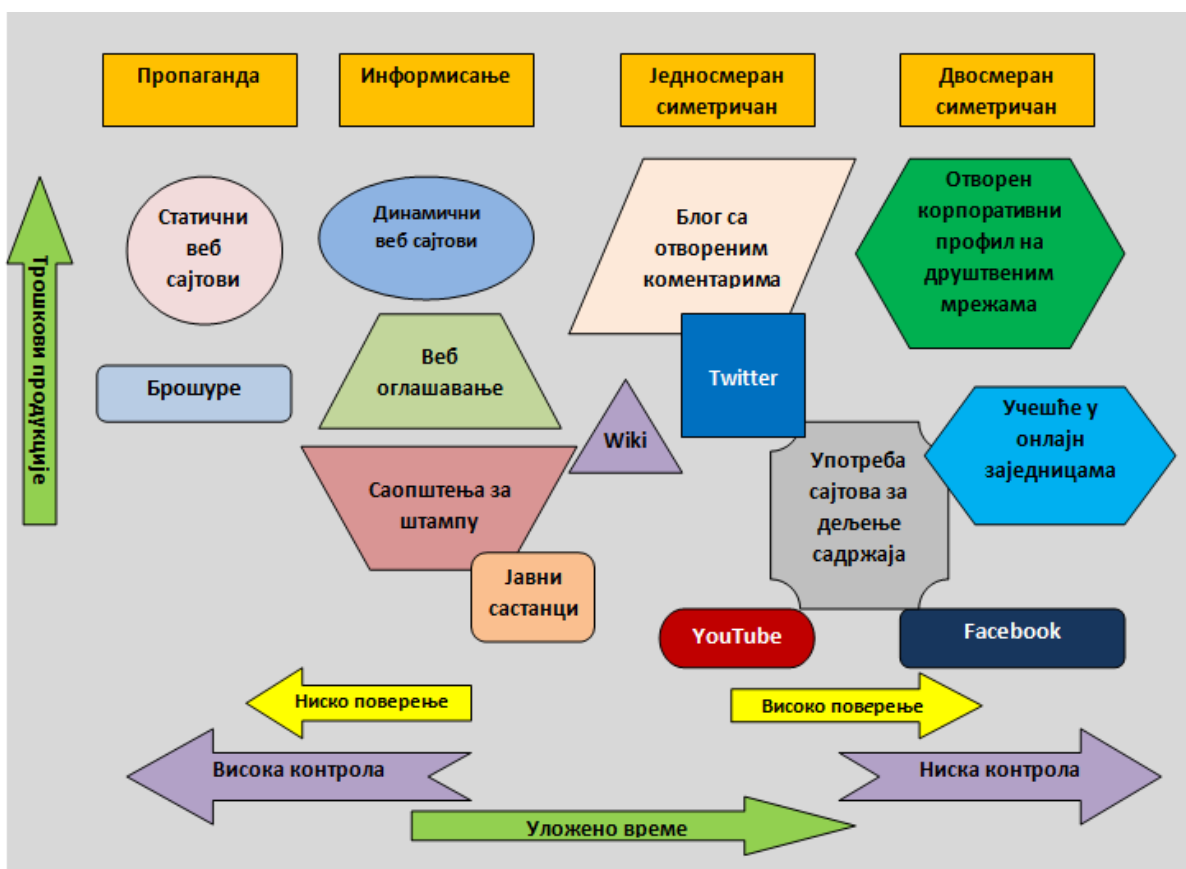 Пропаганда
Информисање
Једносмеран
симетричан
Двосмеран
симетричан
Трошкови продукције
Статични
веб
сајтови
Динамични
веб сајтови
Блог са
отвореним
коментарима
Отворен
корпоративни
профил на
друштвеним
мрежама
Брошуре
Веб
оглашавање
Twitter
Wiki
Учешће у
онлајн
заједницама
Саопштења за
штампу
Употреба
сајтова за
дељење
садржаја
Јавни
састанци
YouTube
Facebook
Ниско поверење
Високо поверење
Висока контрола
Ниска контрола
Уложено време